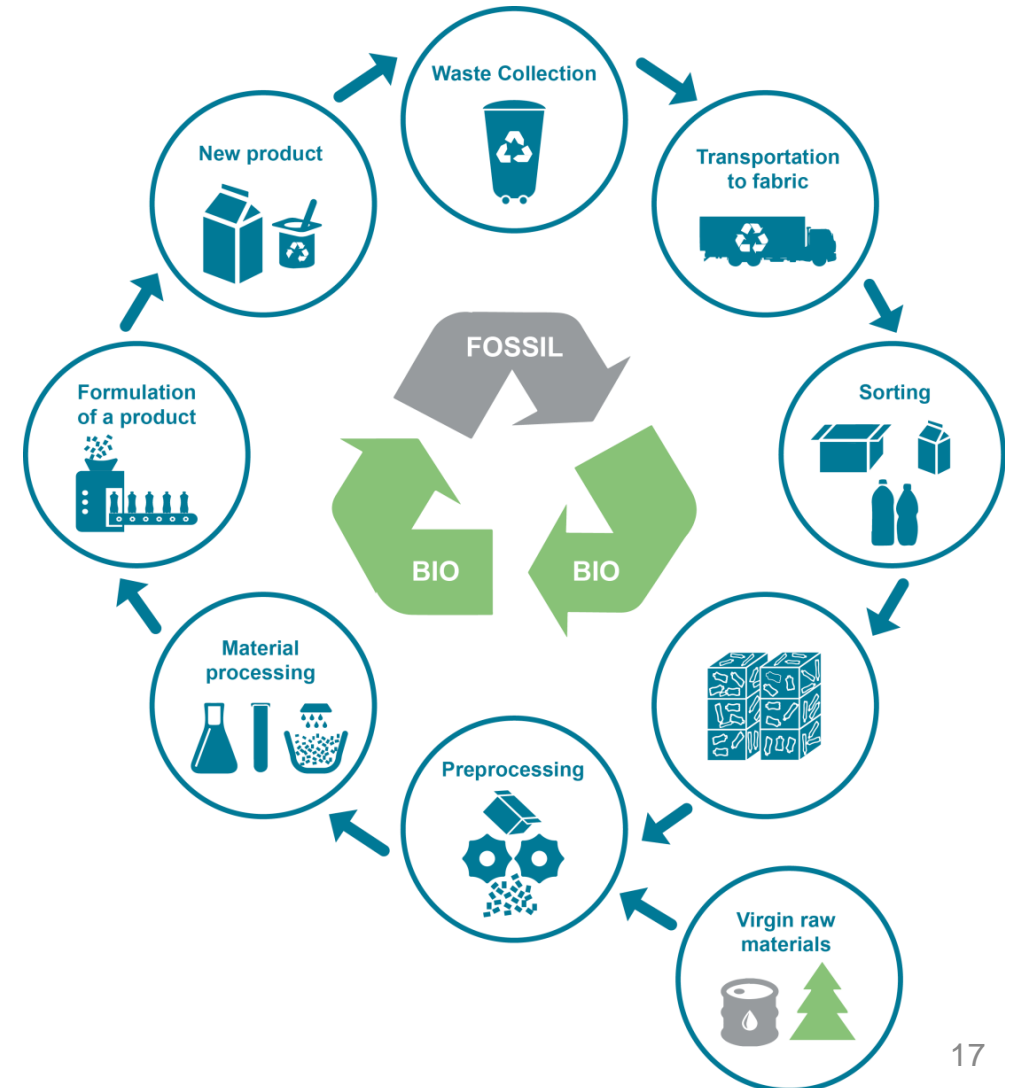 Waste Collection
Transportation
to fabric
Sorting
Virgin raw
materials
Preprocessing
Material
processing
Formulation
of a product
New product
FOSSIL
BIO
BIO
17